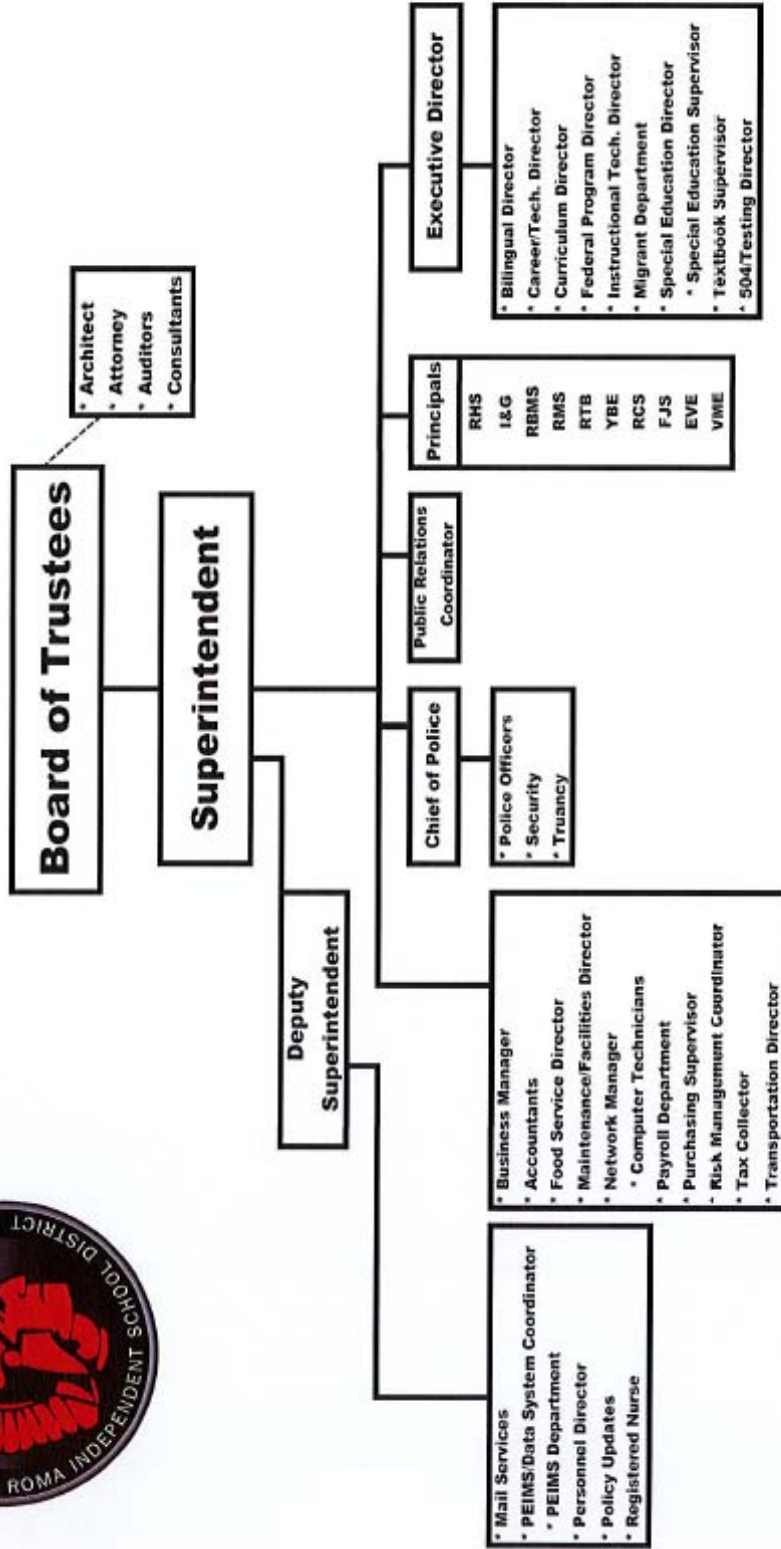 ROMA INDEPENDENT SCHOOL DISTRICT
Board of Trustees
* Architect
* Attorney
* Auditors
* Consultants
Superintendent
Deputy
Superintendent
* Mail Services
* PEIMS/Data System Coordinator
* PEIMS Department
* Personnel Director
* Policy Updates
* Registered Nurse
* Business Manager
* Accountants
* Food Service Director
* Maintenance/Facilities Director
* Network Manager
* Computer Technicians
* Payroll Department
* Purchasing Supervisor
* Risk Management Coordinator
* Tax Collector
* Transportation Director
Chief of Police
* Police Officers
* Security
* Truancy
Public Relations
Coordinator
Principals
RHS
I&G
RBMS
RMS
RTB
YBE
RCS
FJS
EVE
VME
Executive Director
* Bilingual Director
* Career/Tech. Director
* Curriculum Director
* Federal Program Director
* Instructional Tech. Director
* Migrant Department
* Special Education Director
* Special Education Supervisor
* Textbook Supervisor
* 504/Testing Director